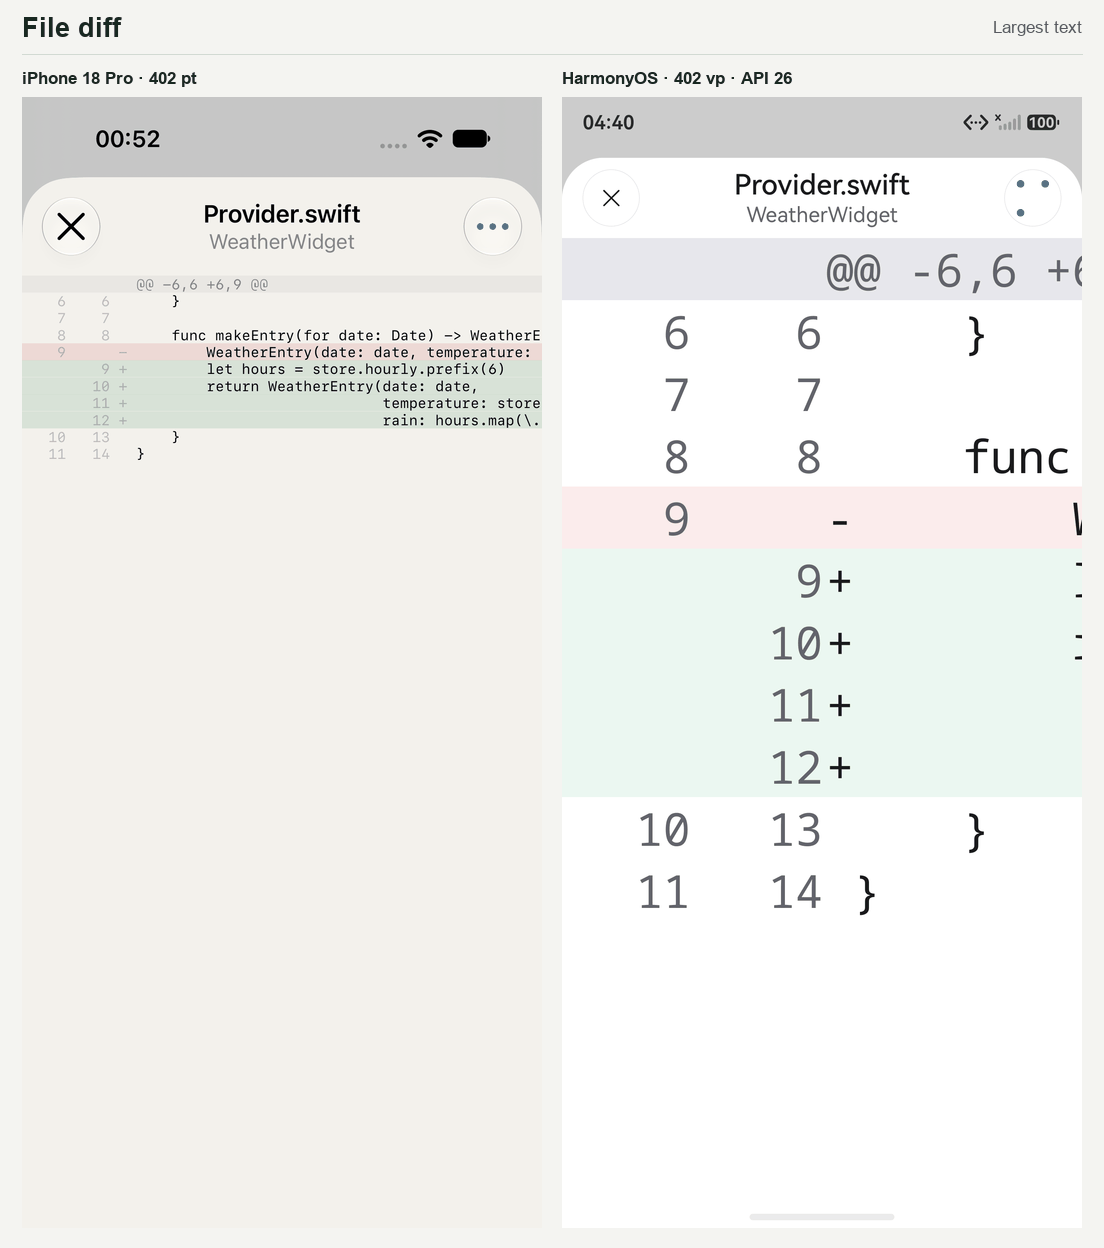 File diff
Largest text
iPhone 18 Pro · 402 pt
00:52
Provider.swift
WeatherWidget
@@ -6,6 +6,9 @@
6 6 }
7 7
8 8 func makeEntry(for date: Date) -> WeatherE
9 - WeatherEntry(date: date, temperature:
9 + let hours = store.hourly.prefix(6)
10 + return WeatherEntry(date: date,
11 + temperature: store
12 + rain: hours.map(\.
10 13 }
11 14 }
HarmonyOS · 402 vp · API 26
04:40
100
Provider.swift
WeatherWidget
@@ -6,6 +
6 6 }
7 7
8 8 func
9 -
9+
10+
11+
12+
10 13 }
11 14 }